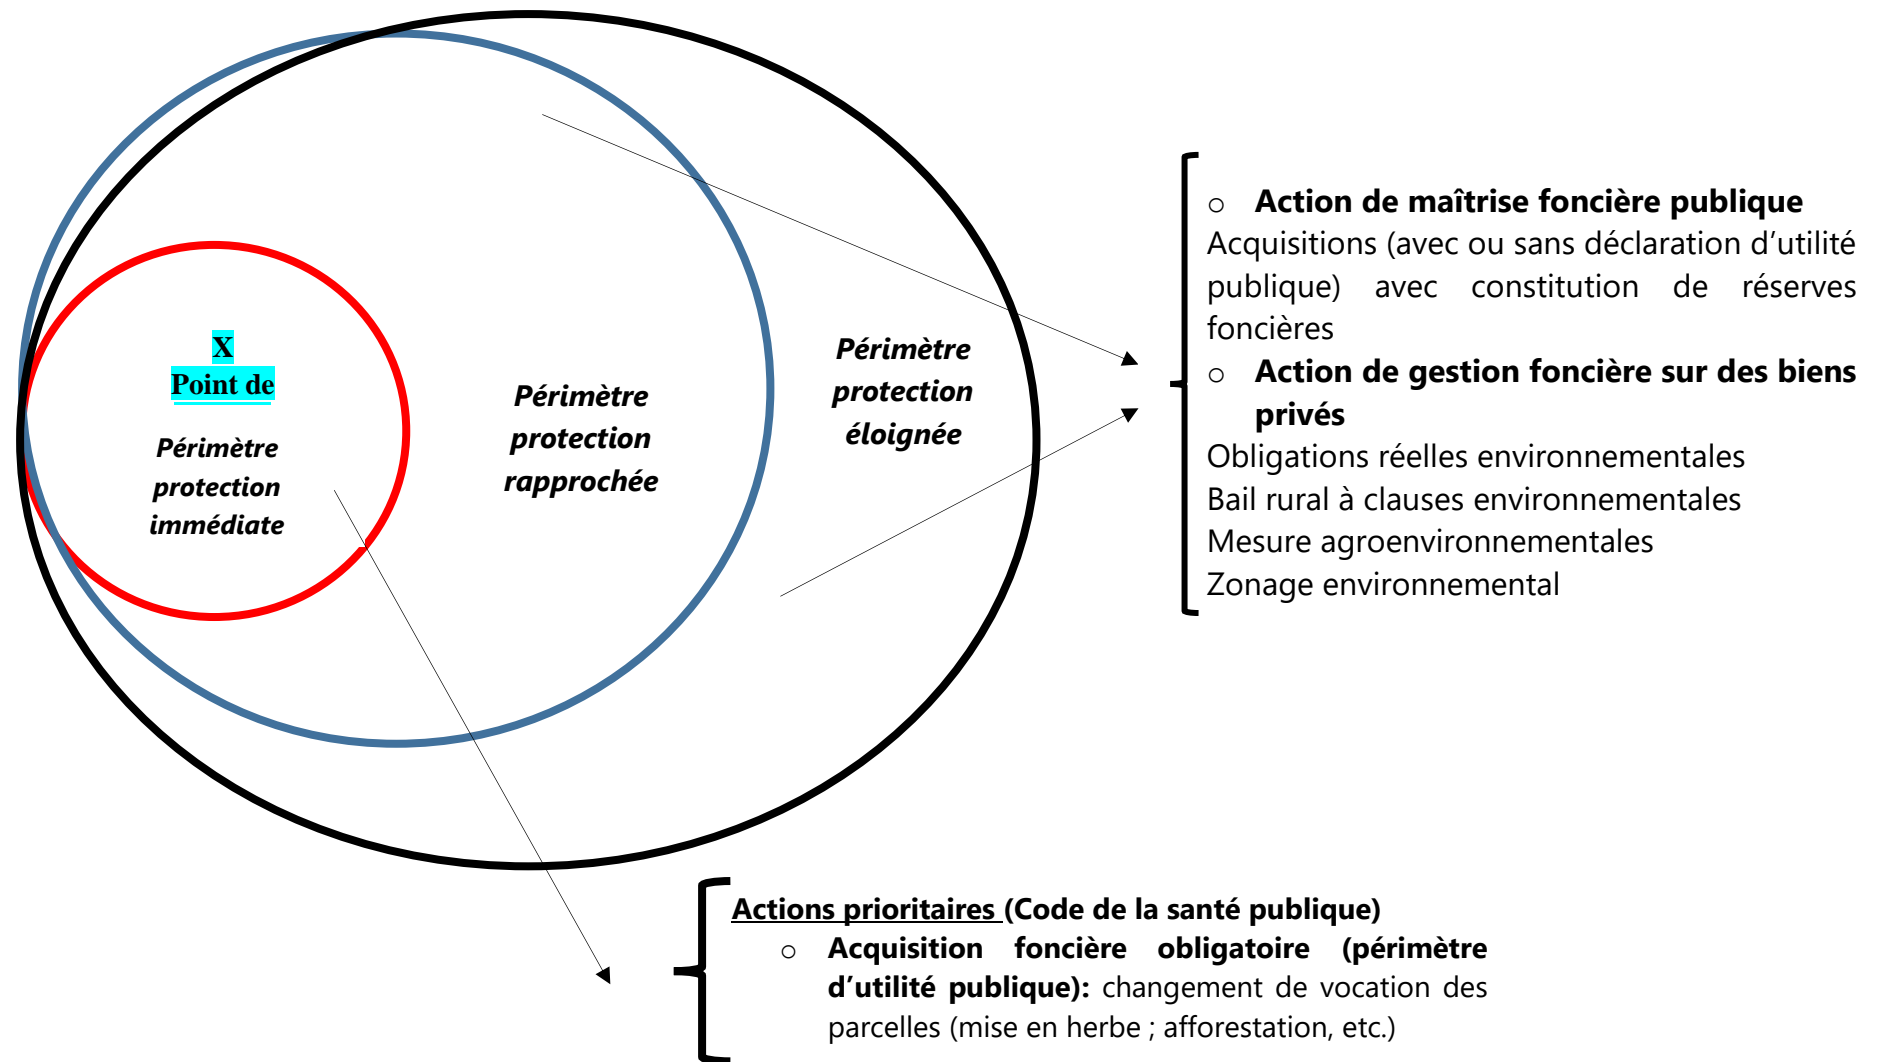 X
Point de
Périmètre
protection
immédiate
Périmètre
protection
rapprochée
Périmètre
protection
éloignée
o Action de maîtrise foncière publique
Acquisitions (avec ou sans déclaration d’utilité
publique) avec constitution de réserves
foncières
o Action de gestion foncière sur des biens
privés
Obligations réelles environnementales
Bail rural à clauses environnementales
Mesure agroenvironnementales
Zonage environnemental
Actions prioritaires (Code de la santé publique)
o Acquisition foncière obligatoire (périmètre
d’utilité publique): changement de vocation des
parcelles (mise en herbe ; afforestation, etc.)